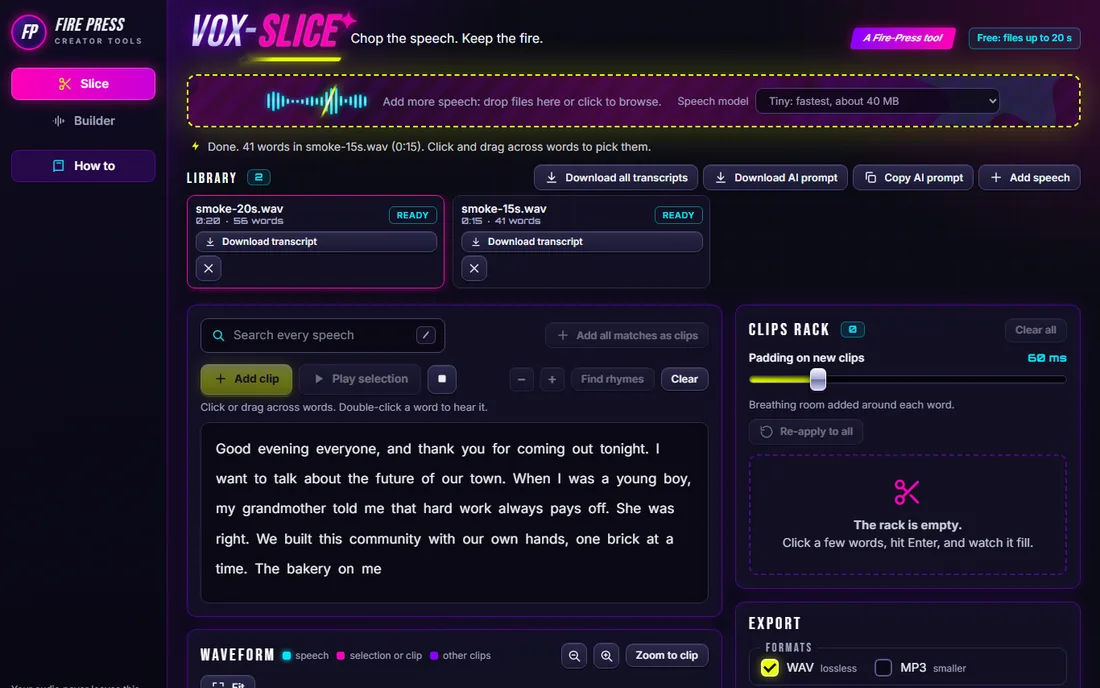 FP
FIRE PRESS
CREATOR TOOLS
Slice
Builder
How to
VOX-SLICE
Chop the speech. Keep the fire.
A Fire-Press tool
Free: files up to 20 s
Add more speech: drop files here or click to browse.
Speech model
Tiny: fastest, about 40 MB
Done. 41 words in smoke-15s.wav (0:15). Click and drag across words to pick them.
LIBRARY 2
Download all transcripts
Download AI prompt
Copy AI prompt
Add speech
smoke-20s.wav
0:20 · 56 words
READY
Download transcript
smoke-15s.wav
0:15 · 41 words
READY
Download transcript
Search every speech /
Add all matches as clips
Add clip
Play selection
Find rhymes
Clear
Click or drag across words. Double-click a word to hear it.
Good evening everyone, and thank you for coming out tonight. I
want to talk about the future of our town. When I was a young boy,
my grandmother told me that hard work always pays off. She was
right. We built this community with our own hands, one brick at a
time. The bakery on me
WAVEFORM
speech
selection or clip
other clips
Zoom to clip
Fit
CLIPS RACK 0
Clear all
Padding on new clips
60 ms
Breathing room added around each word.
Re-apply to all
The rack is empty.
Click a few words, hit Enter, and watch it fill.
EXPORT
FORMATS
WAV lossless
MP3 smaller